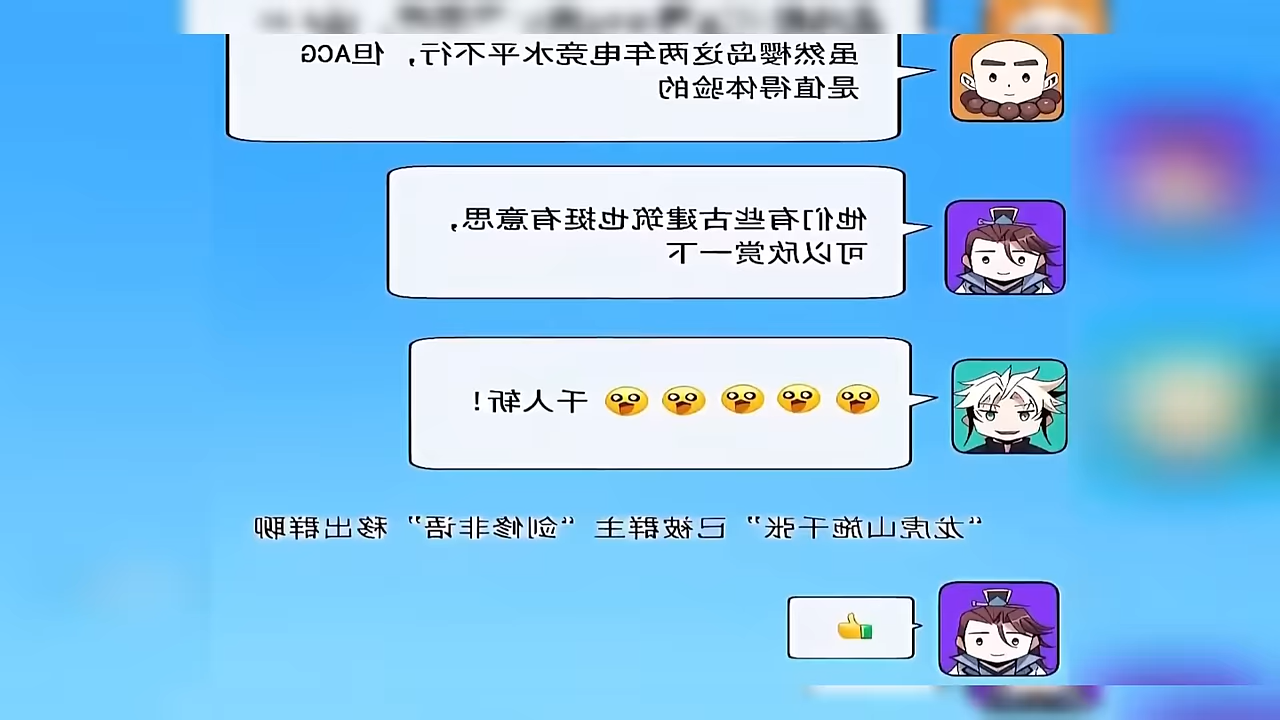 虽然樱岛这两年电竞水平不行，但ACG
是值得体验的
他们有些古建筑也挺有意思，
可以欣赏一下
千人斩！
“龙虎山施千张”已被群主“剑修非语”移出群聊